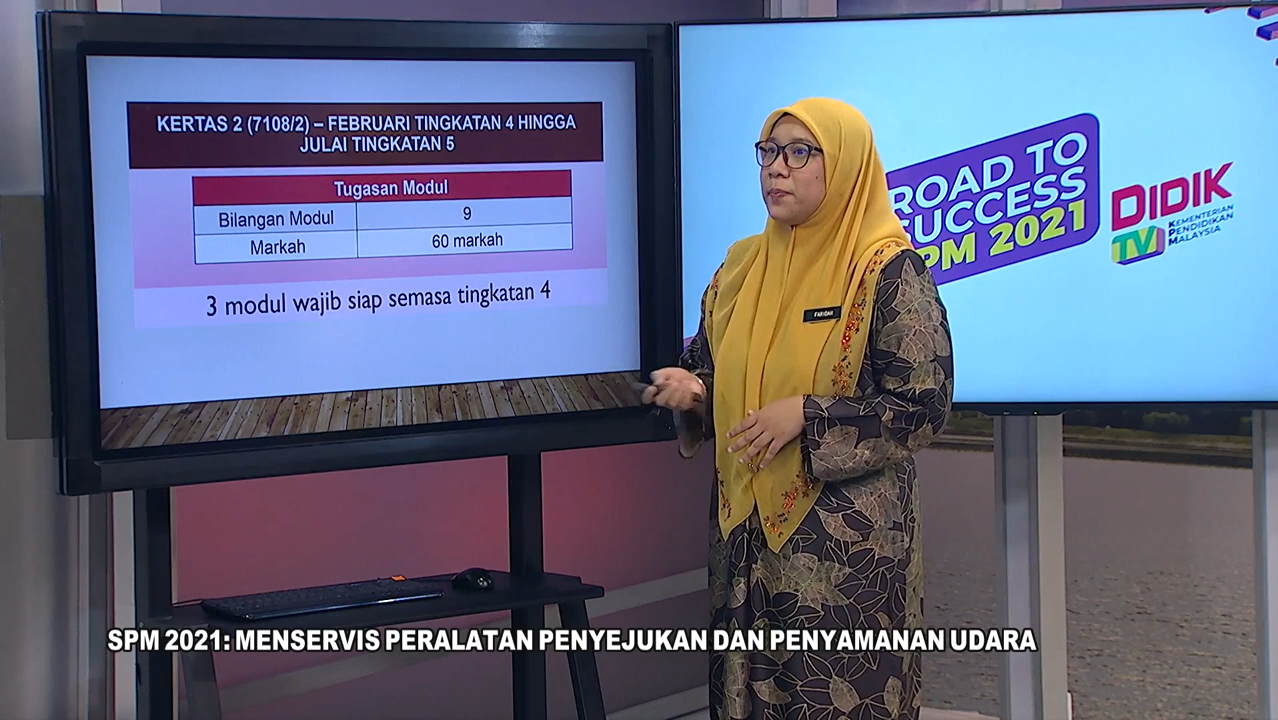 KERTAS 2 (7108/2) – FEBRUARI TINGKATAN 4 HINGGA
JULAI TINGKATAN 5
Tugasan Modul
Bilangan Modul 9
Markah 60 markah
3 modul wajib siap semasa tingkatan 4
ROAD TO
SUCCESS
SPM 2021
DIDIK
TV
KEMENTERIAN
PENDIDIKAN
MALAYSIA
FARIDAH
SPM 2021: MENSERVIS PERALATAN PENYEJUKAN DAN PENYAMANAN UDARA